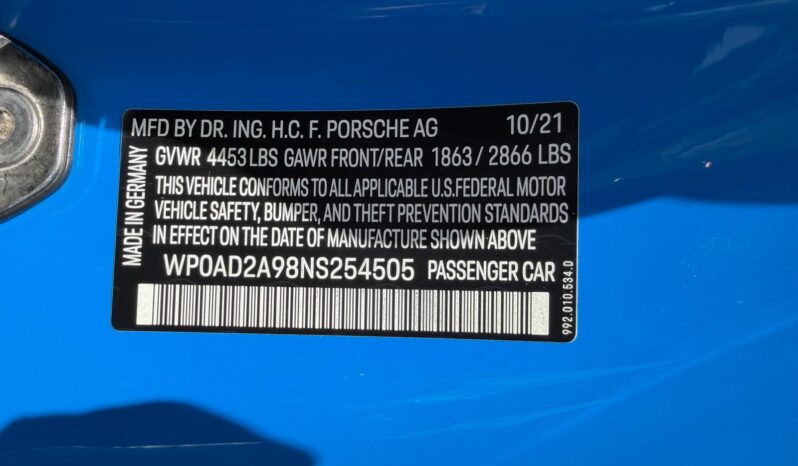 MFD BY DR. ING. H.C. F. PORSCHE AG 10/21
GVWR 4453 LBS GAWR FRONT/REAR 1863 / 2866 LBS
THIS VEHICLE CONFORMS TO ALL APPLICABLE U.S.FEDERAL MOTOR
VEHICLE SAFETY, BUMPER, AND THEFT PREVENTION STANDARDS
IN EFFECT ON THE DATE OF MANUFACTURE SHOWN ABOVE
WP0AD2A98NS254505 PASSENGER CAR
MADE IN GERMANY
992.010.534.0